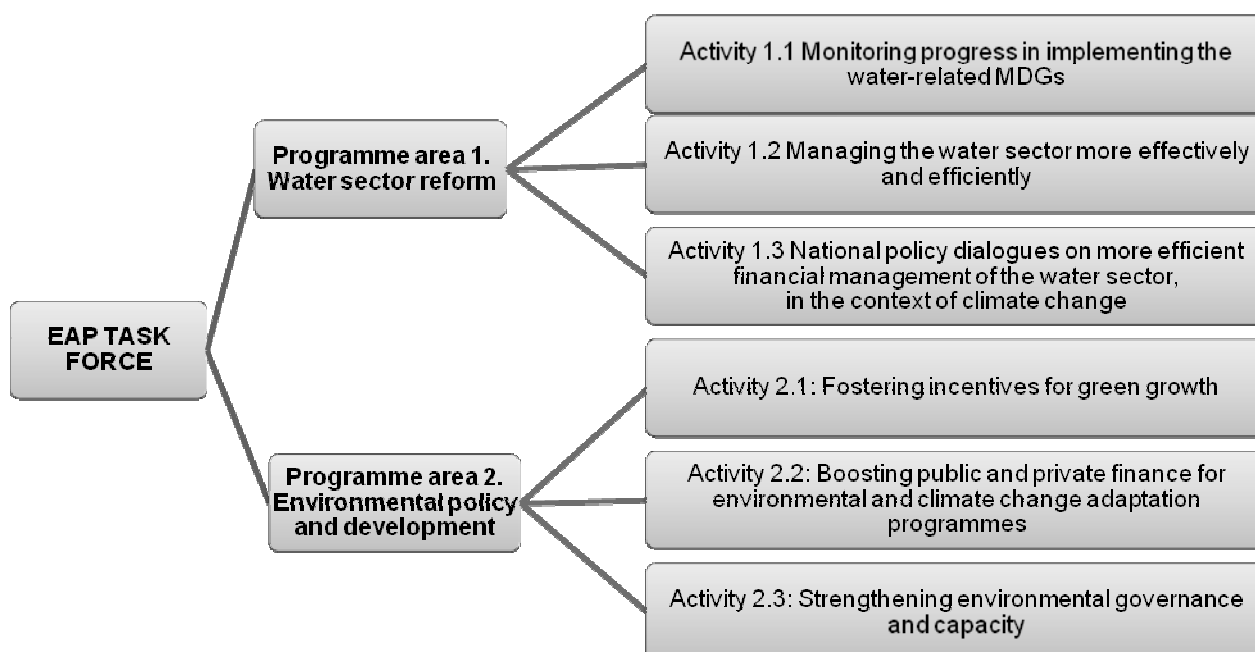 EAP TASK
FORCE
Programme area 1.
Water sector reform
Activity 1.1 Monitoring progress in implementing the
water-related MDGs
Activity 1.2 Managing the water sector more effectively
and efficiently
Activity 1.3 National policy dialogues on more efficient
financial management of the water sector,
in the context of climate change
Programme area 2.
Environmental policy
and development
Activity 2.1: Fostering incentives for green growth
Activity 2.2: Boosting public and private finance for
environmental and climate change adaptation
programmes
Activity 2.3: Strengthening environmental governance
and capacity